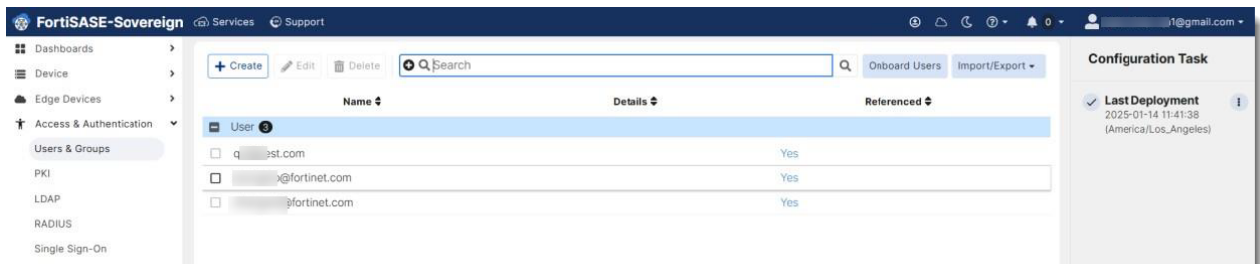 FortiSASE-Sovereign Services Support 0 1@gmail.com
Dashboards
Device
Edge Devices
Access & Authentication
Users & Groups
PKI
LDAP
RADIUS
Single Sign-On
+ Create Edit Delete Search Onboard Users Import/Export
Name Details Referenced
User 3
q est.com Yes
@fortinet.com Yes
@fortinet.com Yes
Configuration Task
Last Deployment
2025-01-14 11:41:38
(America/Los_Angeles)